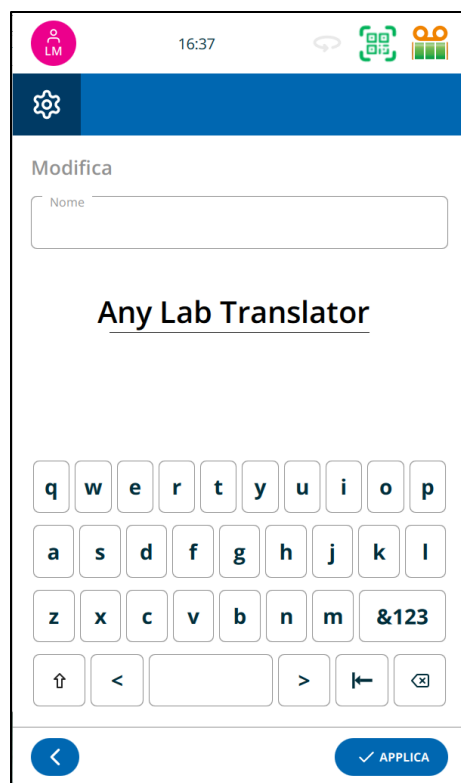 LM
16:37
Modifica
Nome
Any Lab Translator
q w e r t y u i o p
a s d f g h j k l
z x c v b n m &123
< >
APPLICA